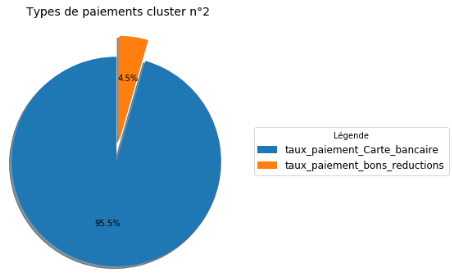 Types de paiements cluster n°2
4.5%
95.5%
Légende
taux_paiement_Carte_bancaire
taux_paiement_bons_reductions